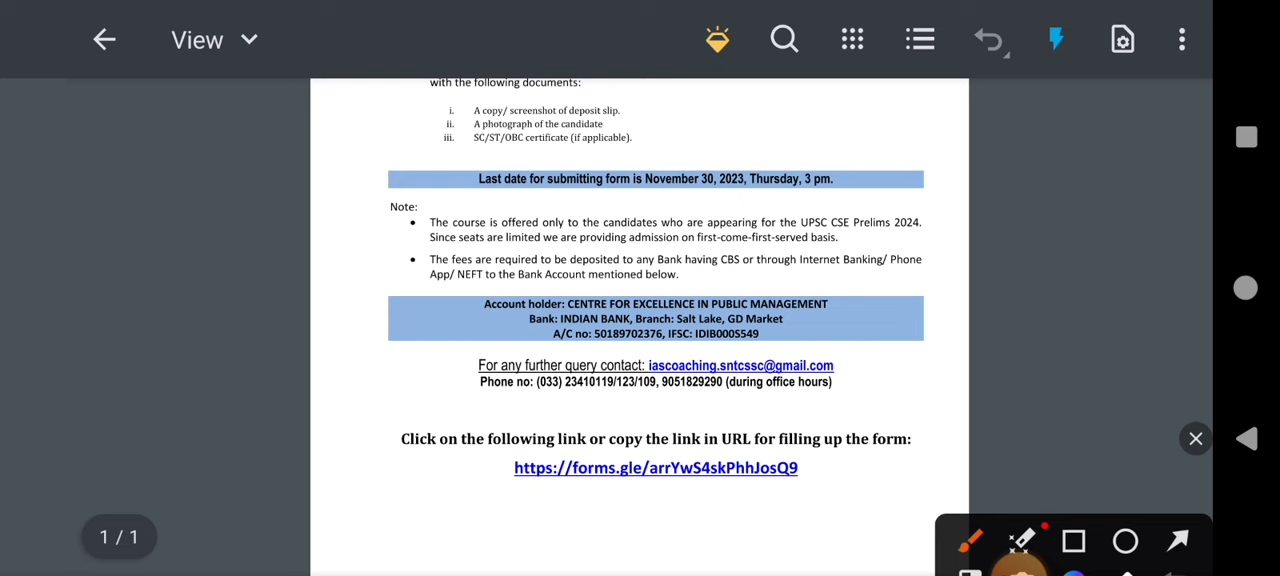 View
with the following documents:
i. A copy/ screenshot of deposit slip.
ii. A photograph of the candidate
iii. SC/ST/OBC certificate (if applicable).
Last date for submitting form is November 30, 2023, Thursday, 3 pm.
Note:
• The course is offered only to the candidates who are appearing for the UPSC CSE Prelims 2024.
Since seats are limited we are providing admission on first-come-first-served basis.
• The fees are required to be deposited to any Bank having CBS or through Internet Banking/ Phone
App/ NEFT to the Bank Account mentioned below.
Account holder: CENTRE FOR EXCELLENCE IN PUBLIC MANAGEMENT
Bank: INDIAN BANK, Branch: Salt Lake, GD Market
A/C no: 50189702376, IFSC: IDIB000S549
For any further query contact: iascoaching.sntcssc@gmail.com
Phone no: (033) 23410119/123/109, 9051829290 (during office hours)
Click on the following link or copy the link in URL for filling up the form:
https://forms.gle/arrYwS4skPhhJosQ9
1 / 1